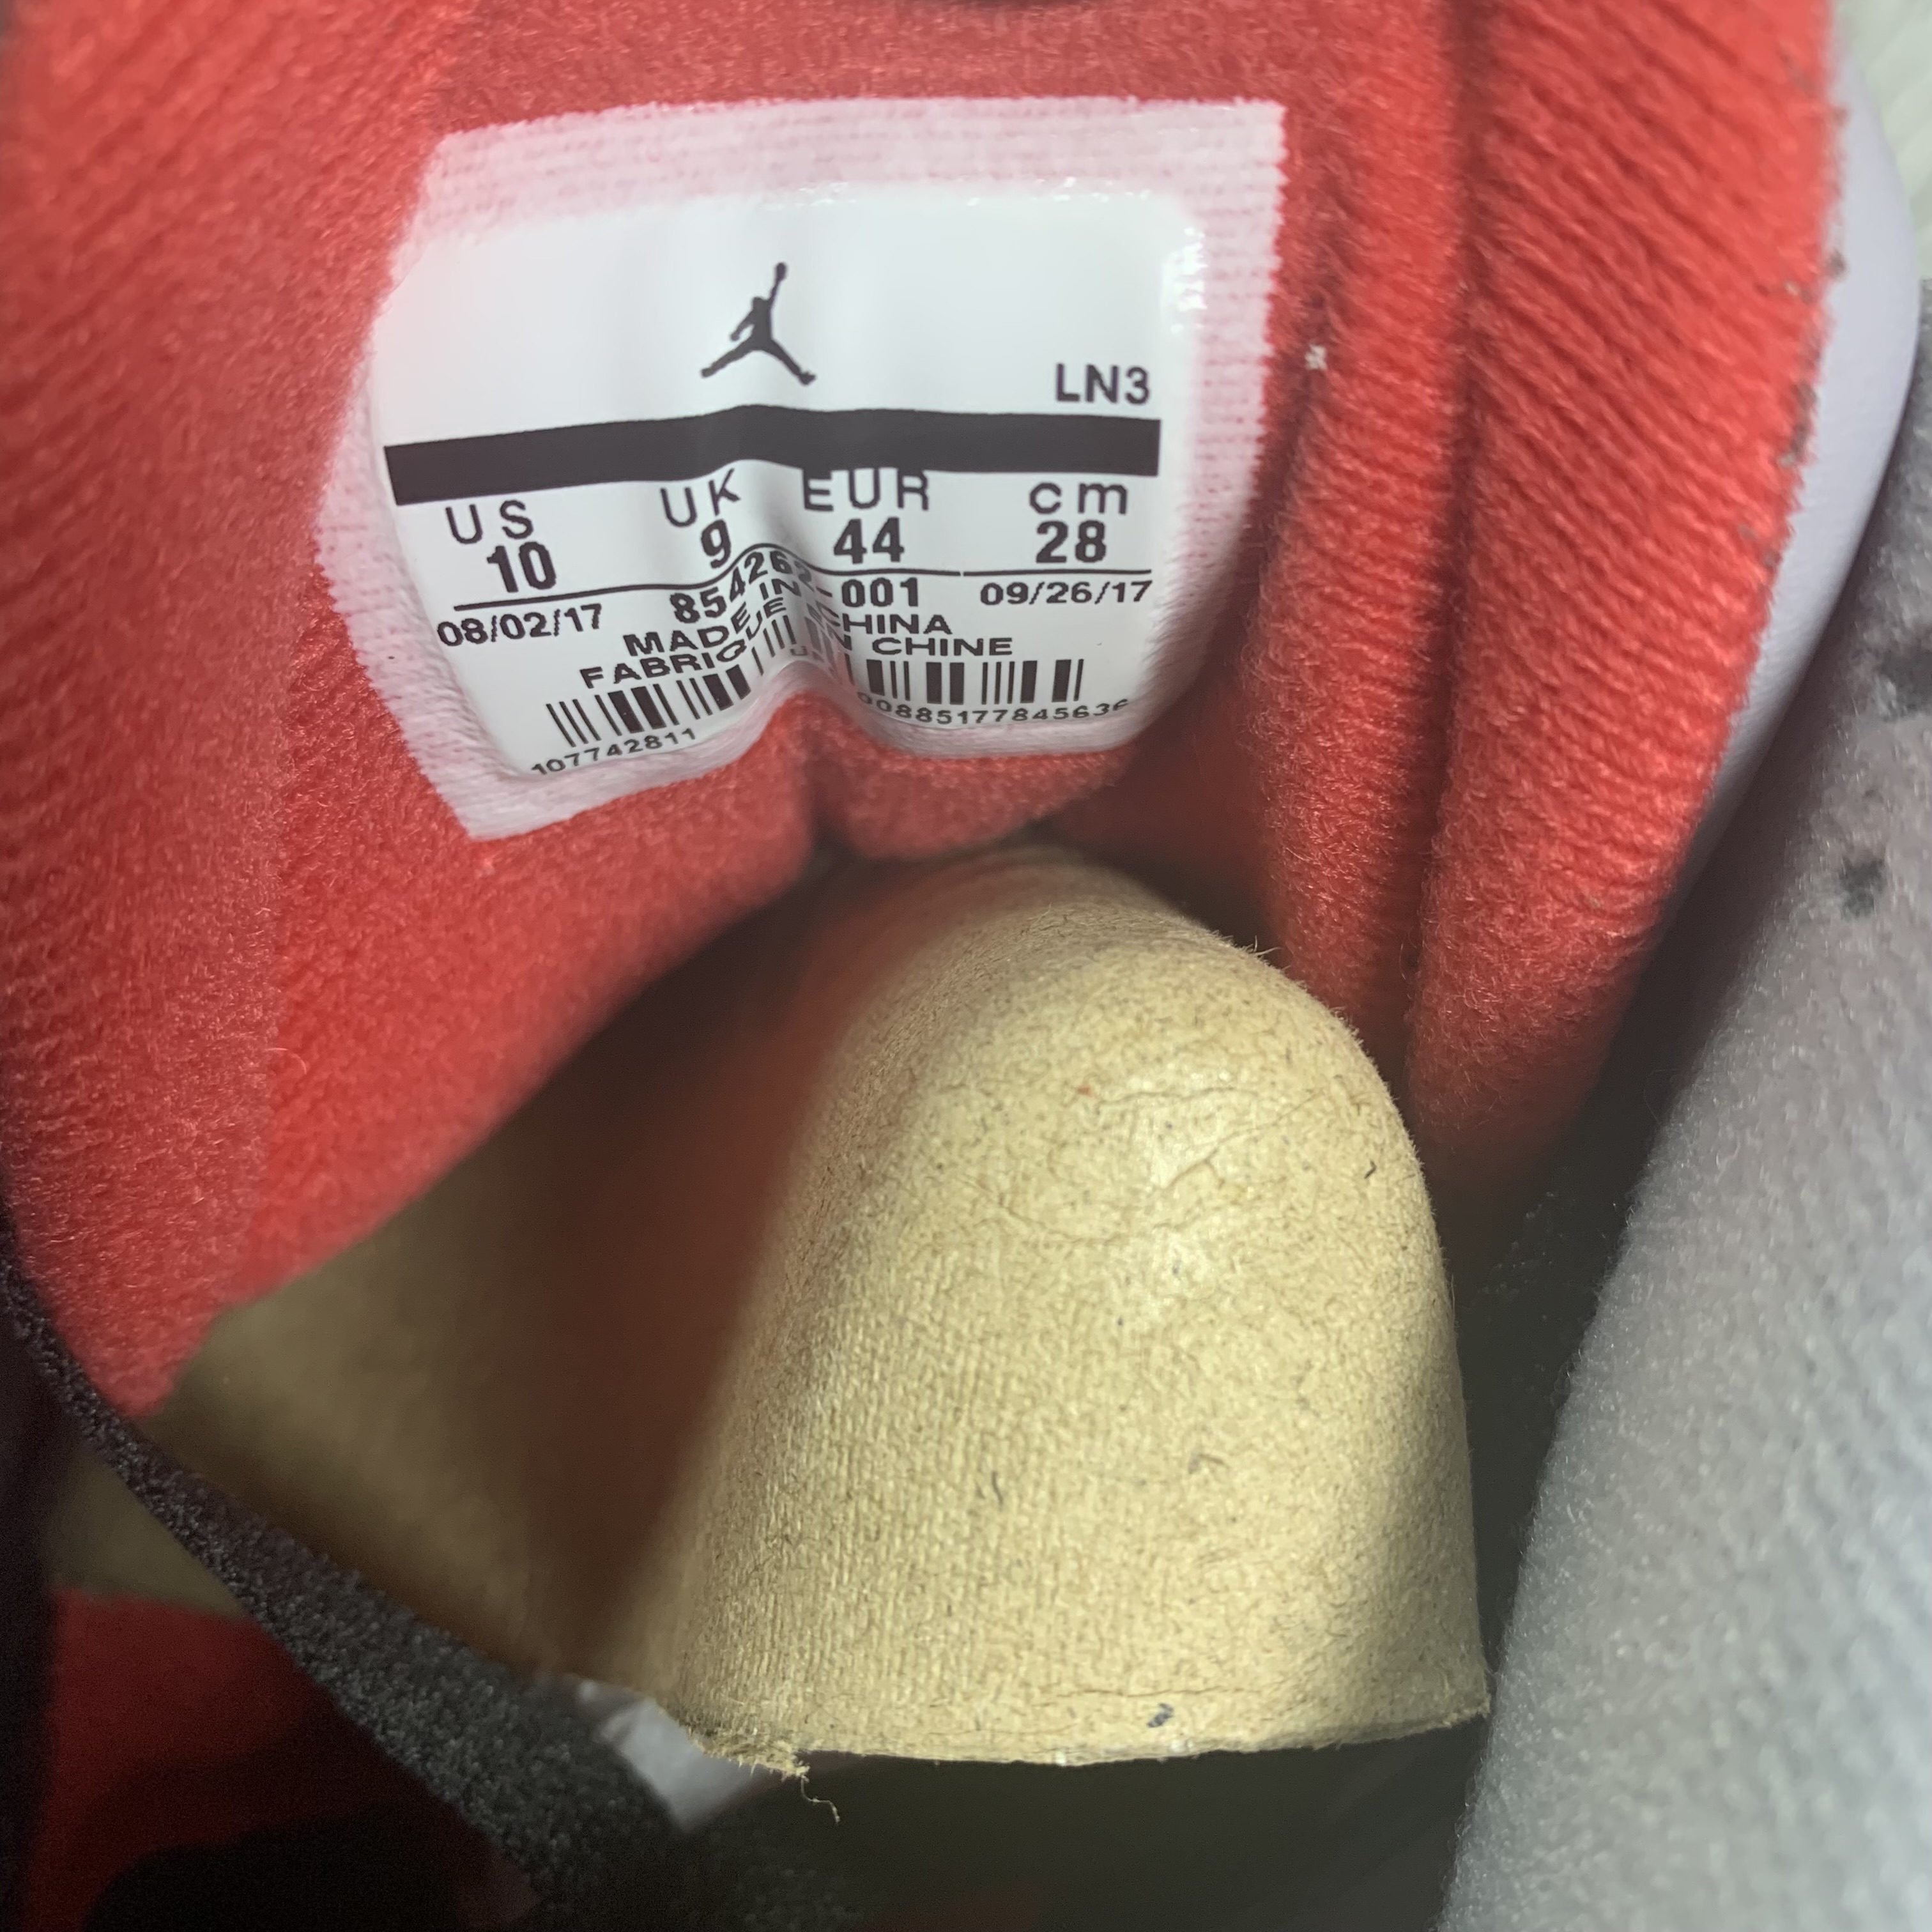 LN3
US UK EUR cm
10 9 44 28
08/02/17 854262-001 09/26/17
MADE IN CHINA
FABRIQUE EN CHINE
107742811 00885177845636